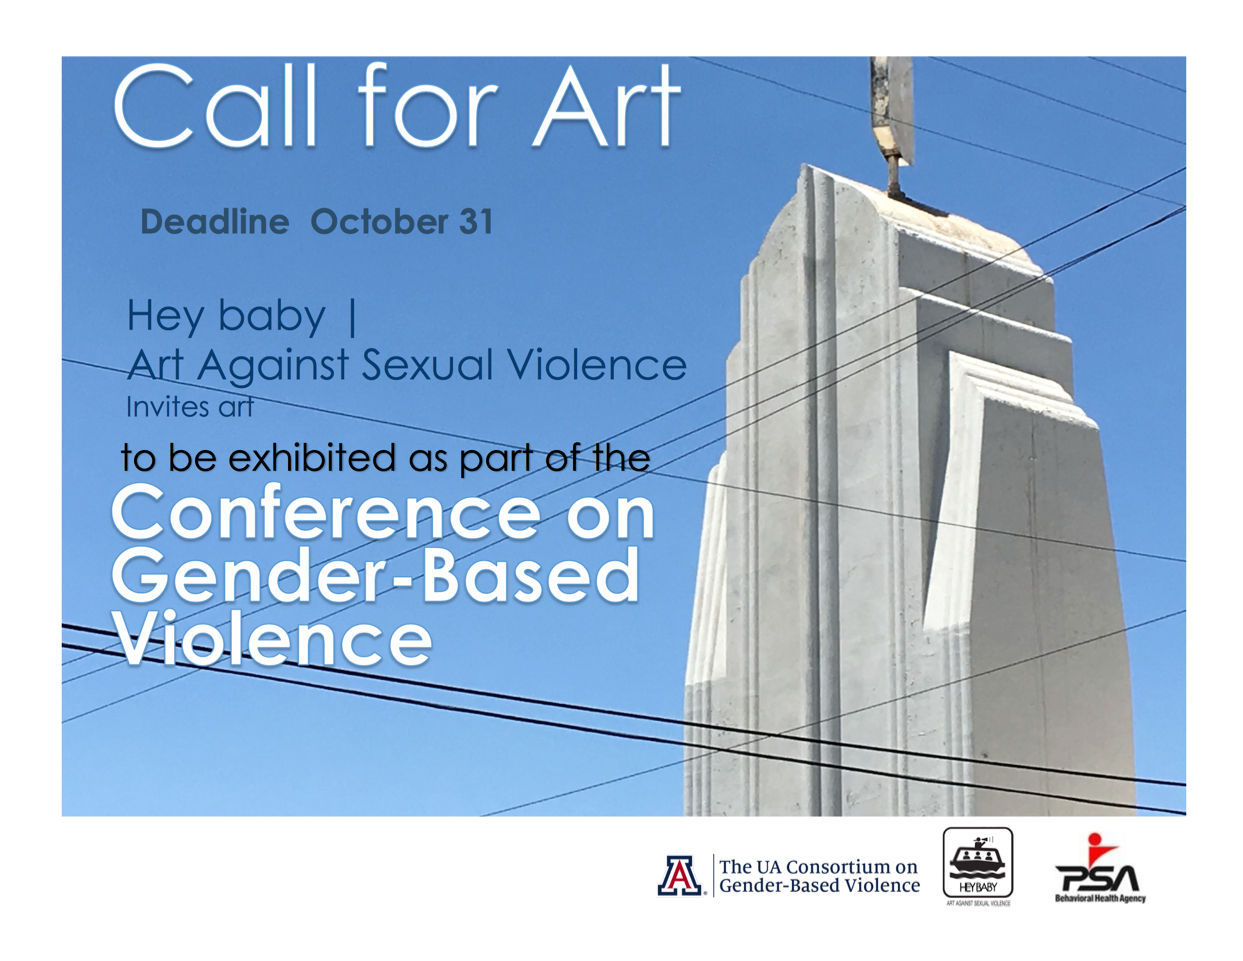 Call for Art
Deadline  October 31
Hey baby |
Art Against Sexual Violence
Invites art
to be exhibited as part of the
Conference on
Gender-Based
Violence
A
The UA Consortium on
Gender-Based Violence
HEY BABY
ART AGAINST SEXUAL VIOLENCE
PSA
Behavioral Health Agency